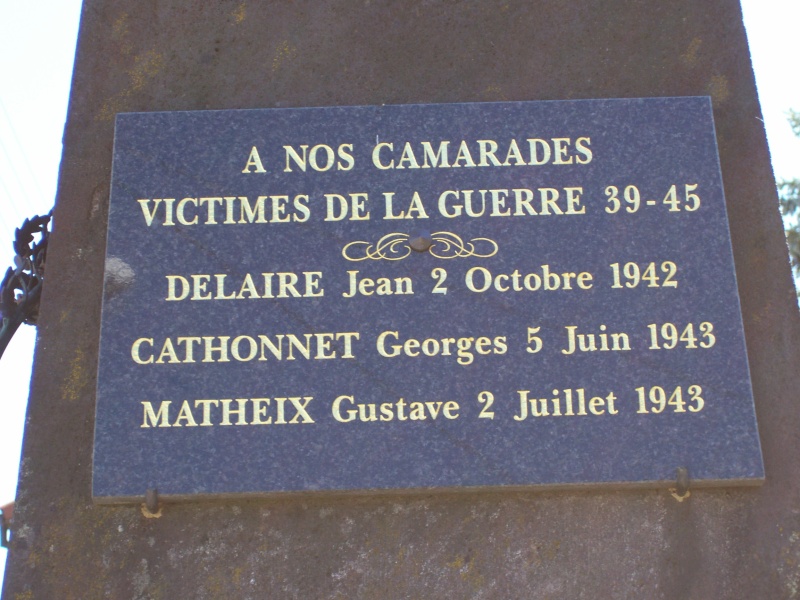 A NOS CAMARADES
VICTIMES DE LA GUERRE 39-45
DELAIRE Jean 2 Octobre 1942
CATHONNET Georges 5 Juin 1943
MATHEIX Gustave 2 Juillet 1943